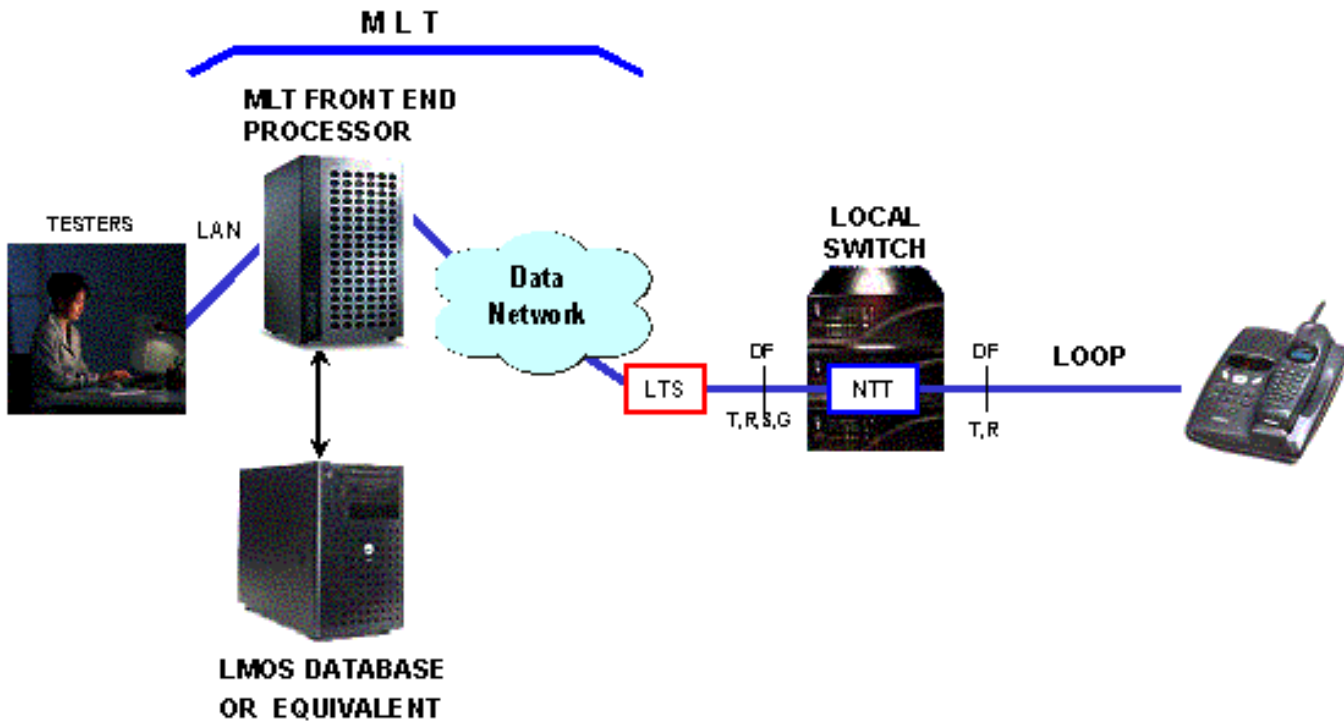 M L T
MLT FRONT END
PROCESSOR
TESTERS
LAN
Data
Network
LOCAL
SWITCH
LTS
DF
T,R,S,G
NTT
DF
T,R
LOOP
LMOS DATABASE
OR EQUIVALENT